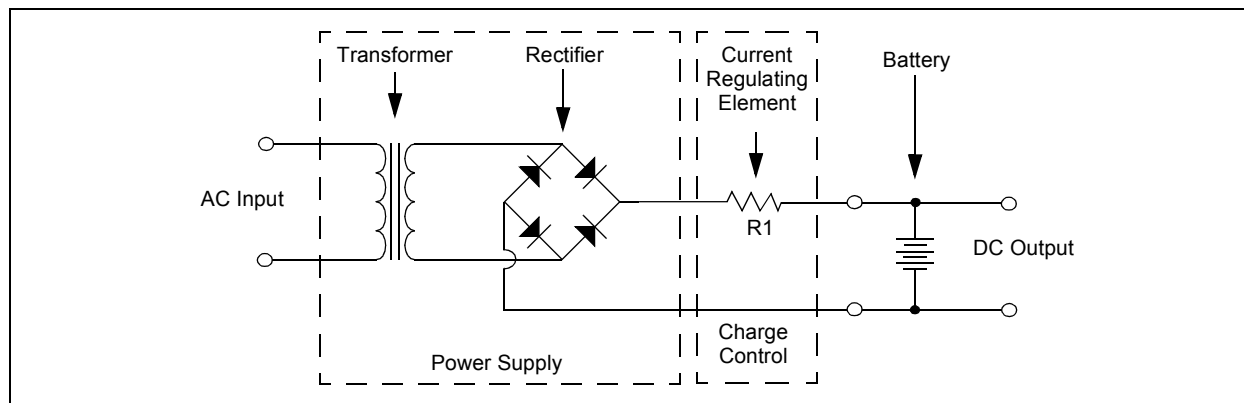 Transformer
Rectifier
Current
Regulating
Element
Battery
AC Input
R1
DC Output
Power Supply
Charge
Control